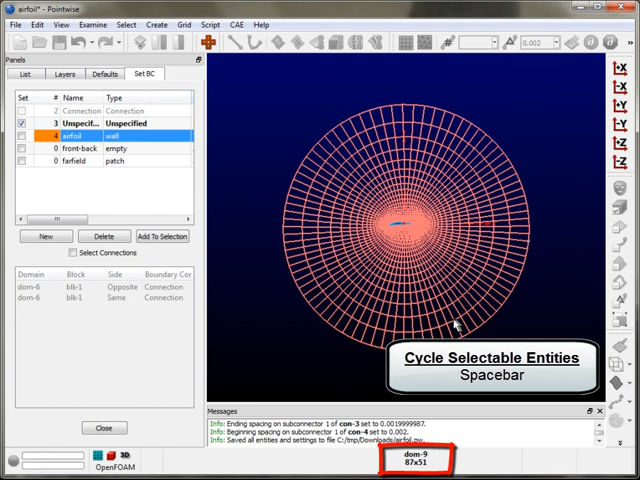 airfoil* - Pointwise
File Edit View Examine Select Create Grid Script CAE Help
0.002
Panels
List Layers Defaults Set BC
Set # Name Type
2 Connection Connection
3 Unspecif... Unspecified
4 airfoil wall
0 front-back empty
0 farfield patch
New Delete Add To Selection
Select Connections
Domain Block Side Boundary Cor
dom-6 blk-1 Opposite Connection
dom-6 blk-1 Same Connection
Close
+X
-X
+Y
-Y
+Z
-Z
Cycle Selectable Entities
Spacebar
Messages
Info: Ending spacing on subconnector 1 of con-3 set to 0.0019999987.
Info: Beginning spacing on subconnector 1 of con-4 set to 0.002.
Info: Saved all entities and settings to file C:/tmp/Downloads/airfoil.pw.
3D
OpenFOAM
dom-9
87x51